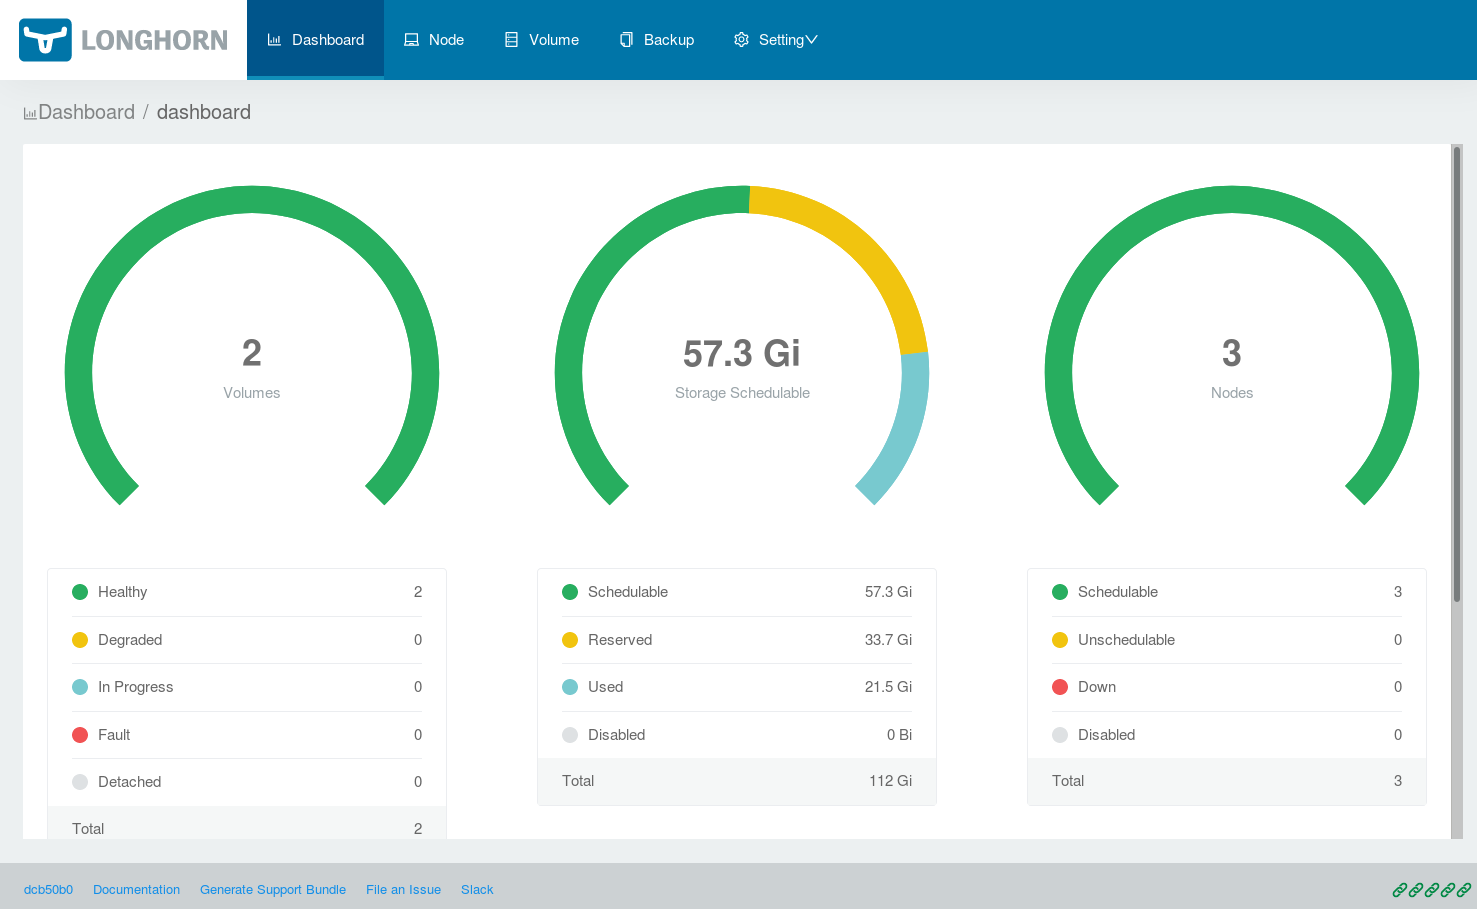 LONGHORN
Dashboard Node Volume Backup Setting
Dashboard / dashboard
2
Volumes
57.3 Gi
Storage Schedulable
3
Nodes
Healthy 2
Degraded 0
In Progress 0
Fault 0
Detached 0
Total 2
Schedulable 57.3 Gi
Reserved 33.7 Gi
Used 21.5 Gi
Disabled 0 Bi
Total 112 Gi
Schedulable 3
Unschedulable 0
Down 0
Disabled 0
Total 3
dcb50b0 Documentation Generate Support Bundle File an Issue Slack